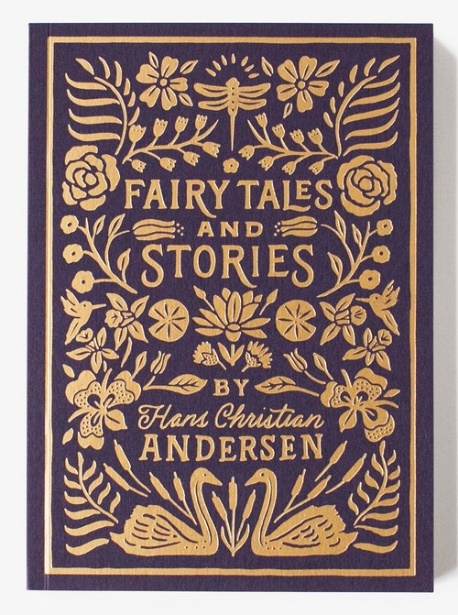 FAIRY TALES
AND
STORIES
BY
Hans Christian
ANDERSEN